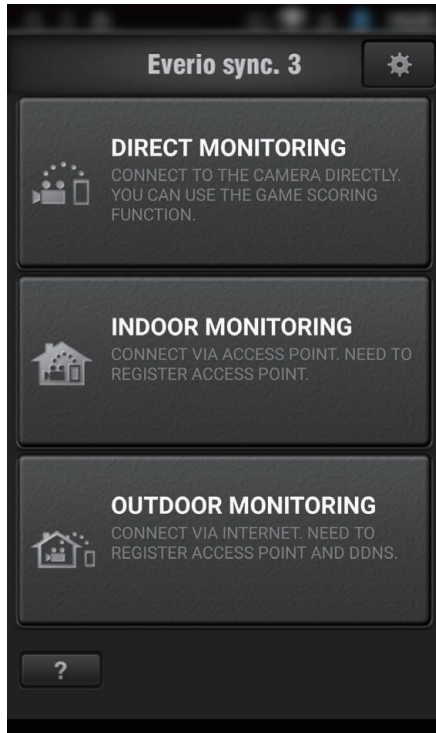 Everio sync. 3
DIRECT MONITORING
CONNECT TO THE CAMERA DIRECTLY.
YOU CAN USE THE GAME SCORING
FUNCTION.
INDOOR MONITORING
CONNECT VIA ACCESS POINT. NEED TO
REGISTER ACCESS POINT.
OUTDOOR MONITORING
CONNECT VIA INTERNET. NEED TO
REGISTER ACCESS POINT AND DDNS.
?